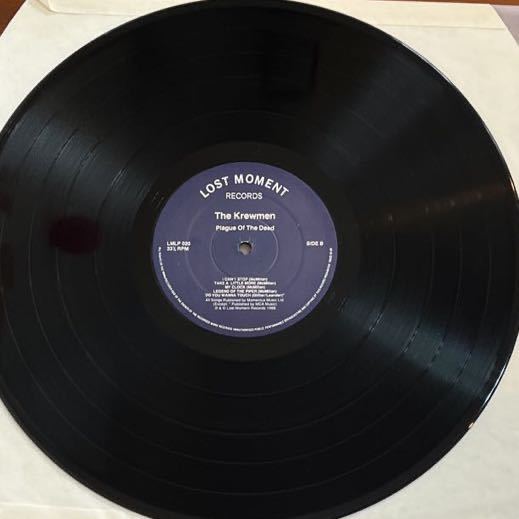 LOST MOMENT
RECORDS
The Krewmen
Plague Of The Dead
LMLP 020
33⅓ RPM
SIDE B
I CAN'T STOP (McMillan)
TAKE A LITTLE MORE (McMillan)
MY CLOCK (McMillan)
LEGEND OF THE PIPER (McMillan)
DO YOU WANNA TOUCH (Glitter/Leander)*
All Songs Published by Momentica Music Ltd
(Except * Published by MCA Music)
℗ & © Lost Moment Records 1988